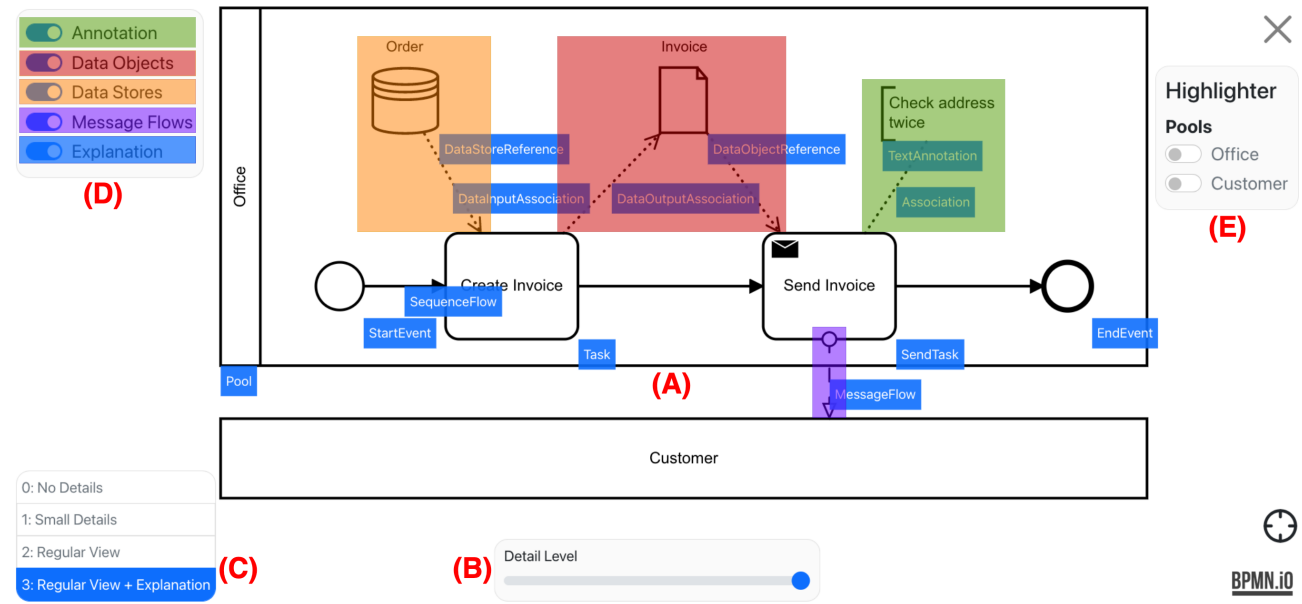 Annotation
Data Objects
Data Stores
Message Flows
Explanation
(D)
Office
Order
Invoice
Check address
twice
DataStoreReference
DataObjectReference
TextAnnotation
DataInputAssociation
DataOutputAssociation
Association
Create Invoice
Send Invoice
SequenceFlow
StartEvent
EndEvent
Task
SendTask
Pool
(A)
MessageFlow
Customer
Highlighter
Pools
Office
Customer
(E)
0: No Details
1: Small Details
2: Regular View
3: Regular View + Explanation
(C)
(B)
Detail Level
BPMN.iO